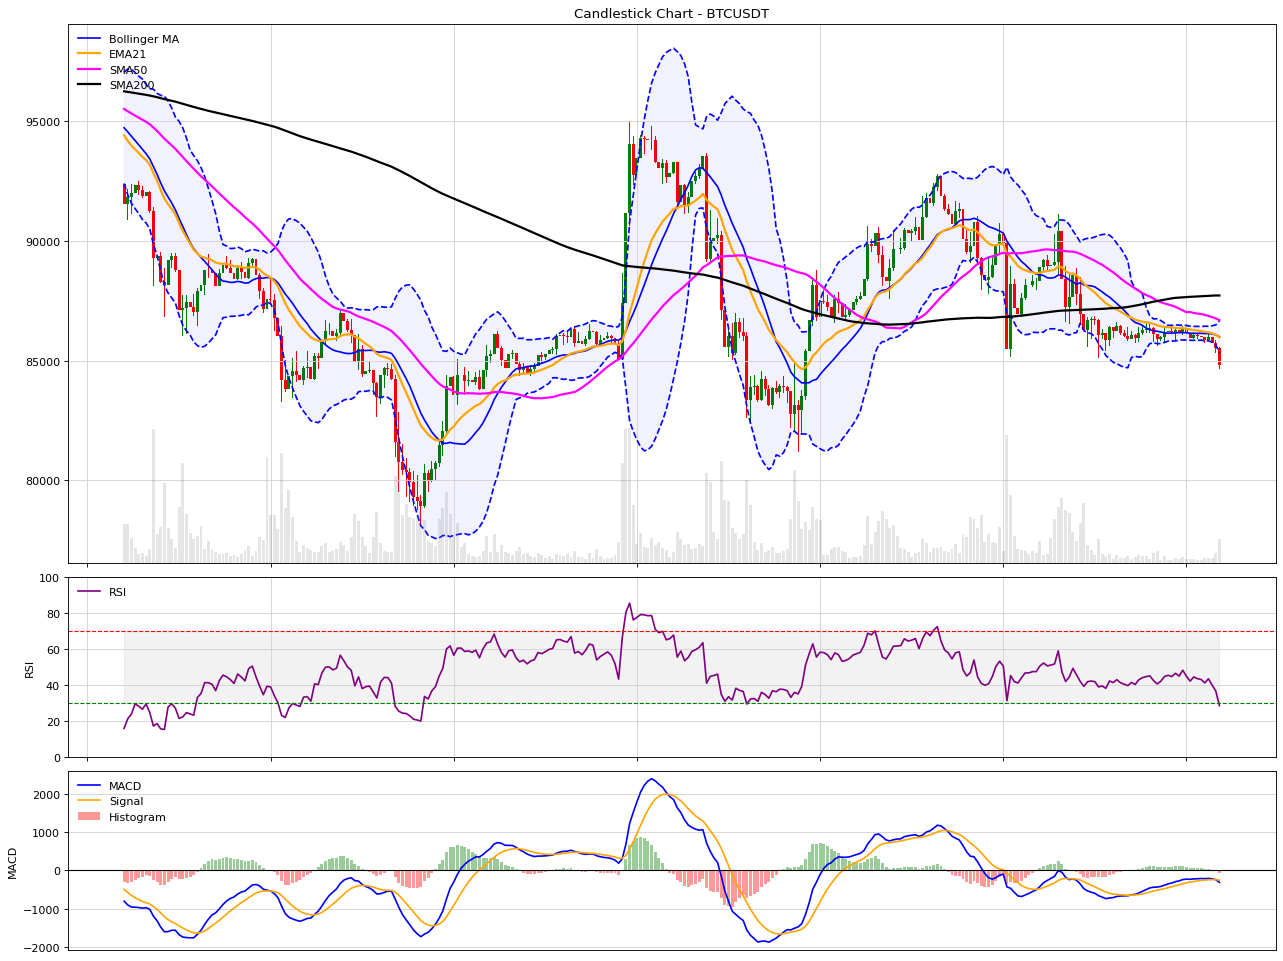 Candlestick Chart - BTCUSDT
Bollinger MA
EMA21
SMA50
SMA200
95000
90000
85000
80000
RSI
100
80
60
40
20
0
RSI
MACD
Signal
Histogram
2000
1000
0
−1000
−2000
MACD